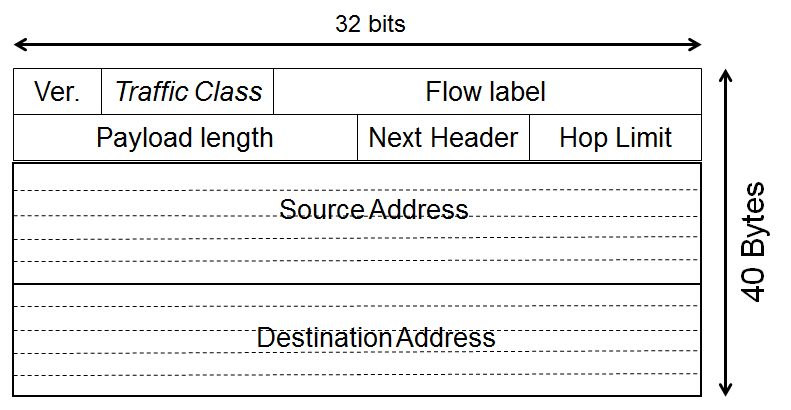 32 bits
Ver. Traffic Class Flow label
Payload length Next Header Hop Limit
Source Address
Destination Address
40 Bytes